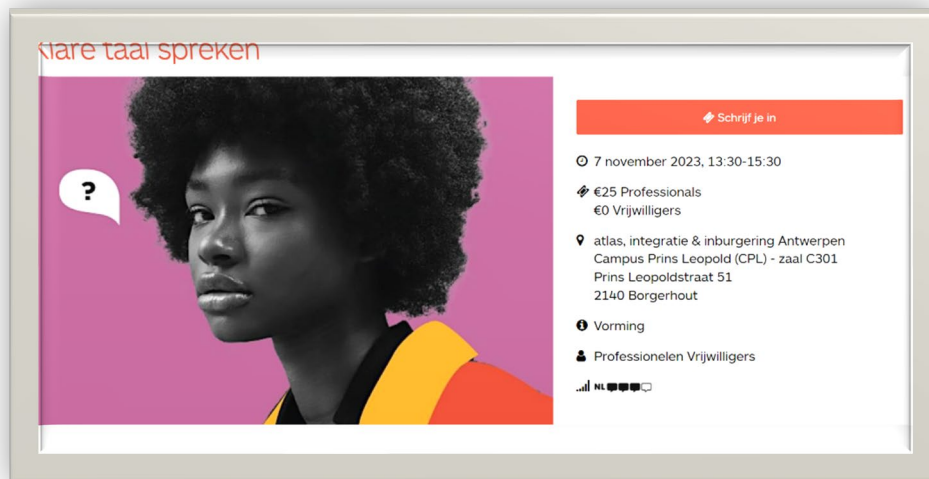 klare taal spreken
?
Schrijf je in
7 november 2023, 13:30-15:30
€25 Professionals
€0 Vrijwilligers
atlas, integratie & inburgering Antwerpen
Campus Prins Leopold (CPL) - zaal C301
Prins Leopoldstraat 51
2140 Borgerhout
Vorming
Professionelen Vrijwilligers
NL